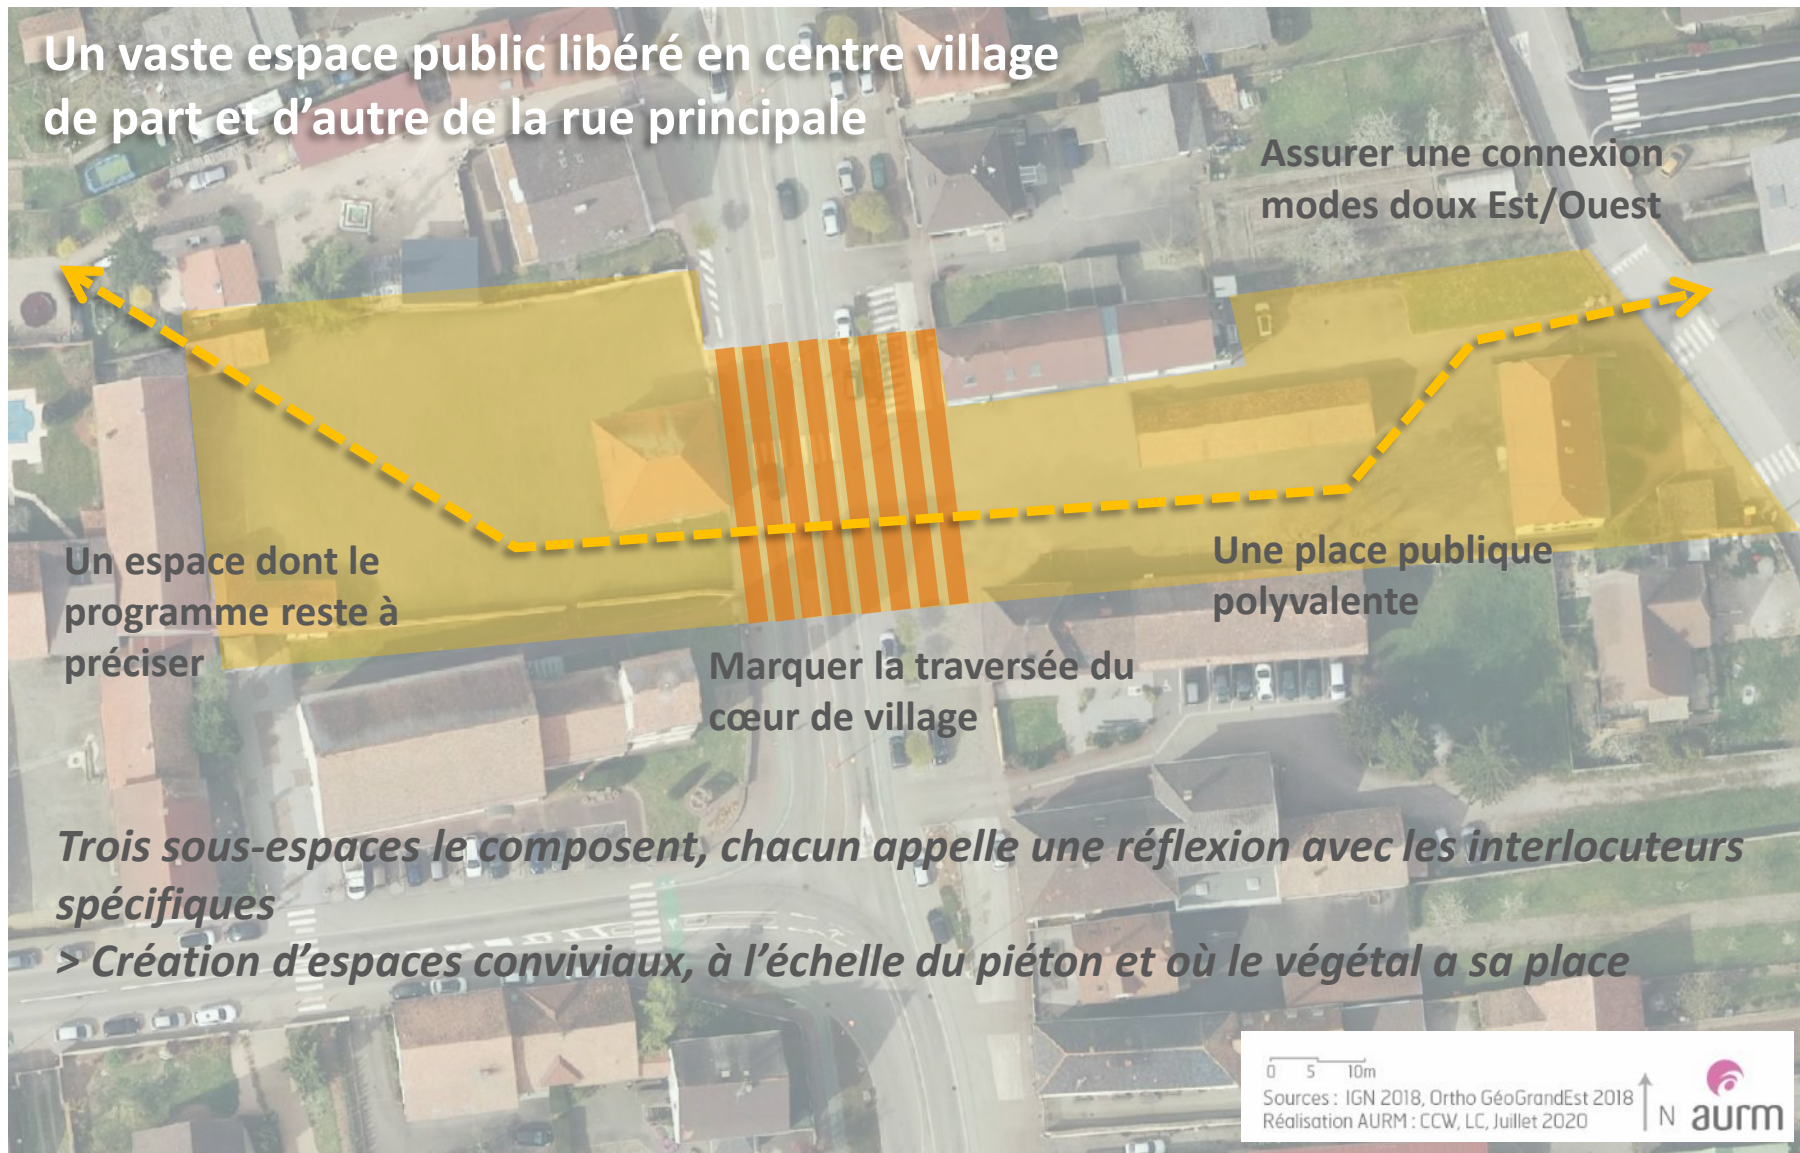 Un vaste espace public libéré en centre village
de part et d’autre de la rue principale
Assurer une connexion
modes doux Est/Ouest
Un espace dont le
programme reste à
préciser
Une place publique
polyvalente
Marquer la traversée du
cœur de village
Trois sous-espaces le composent, chacun appelle une réflexion avec les interlocuteurs
spécifiques
> Création d’espaces conviviaux, à l’échelle du piéton et où le végétal a sa place
0 5 10m
Sources : IGN 2018, Ortho GéoGrandEst 2018
Réalisation AURM : CCW, LC, Juillet 2020
N
aurm